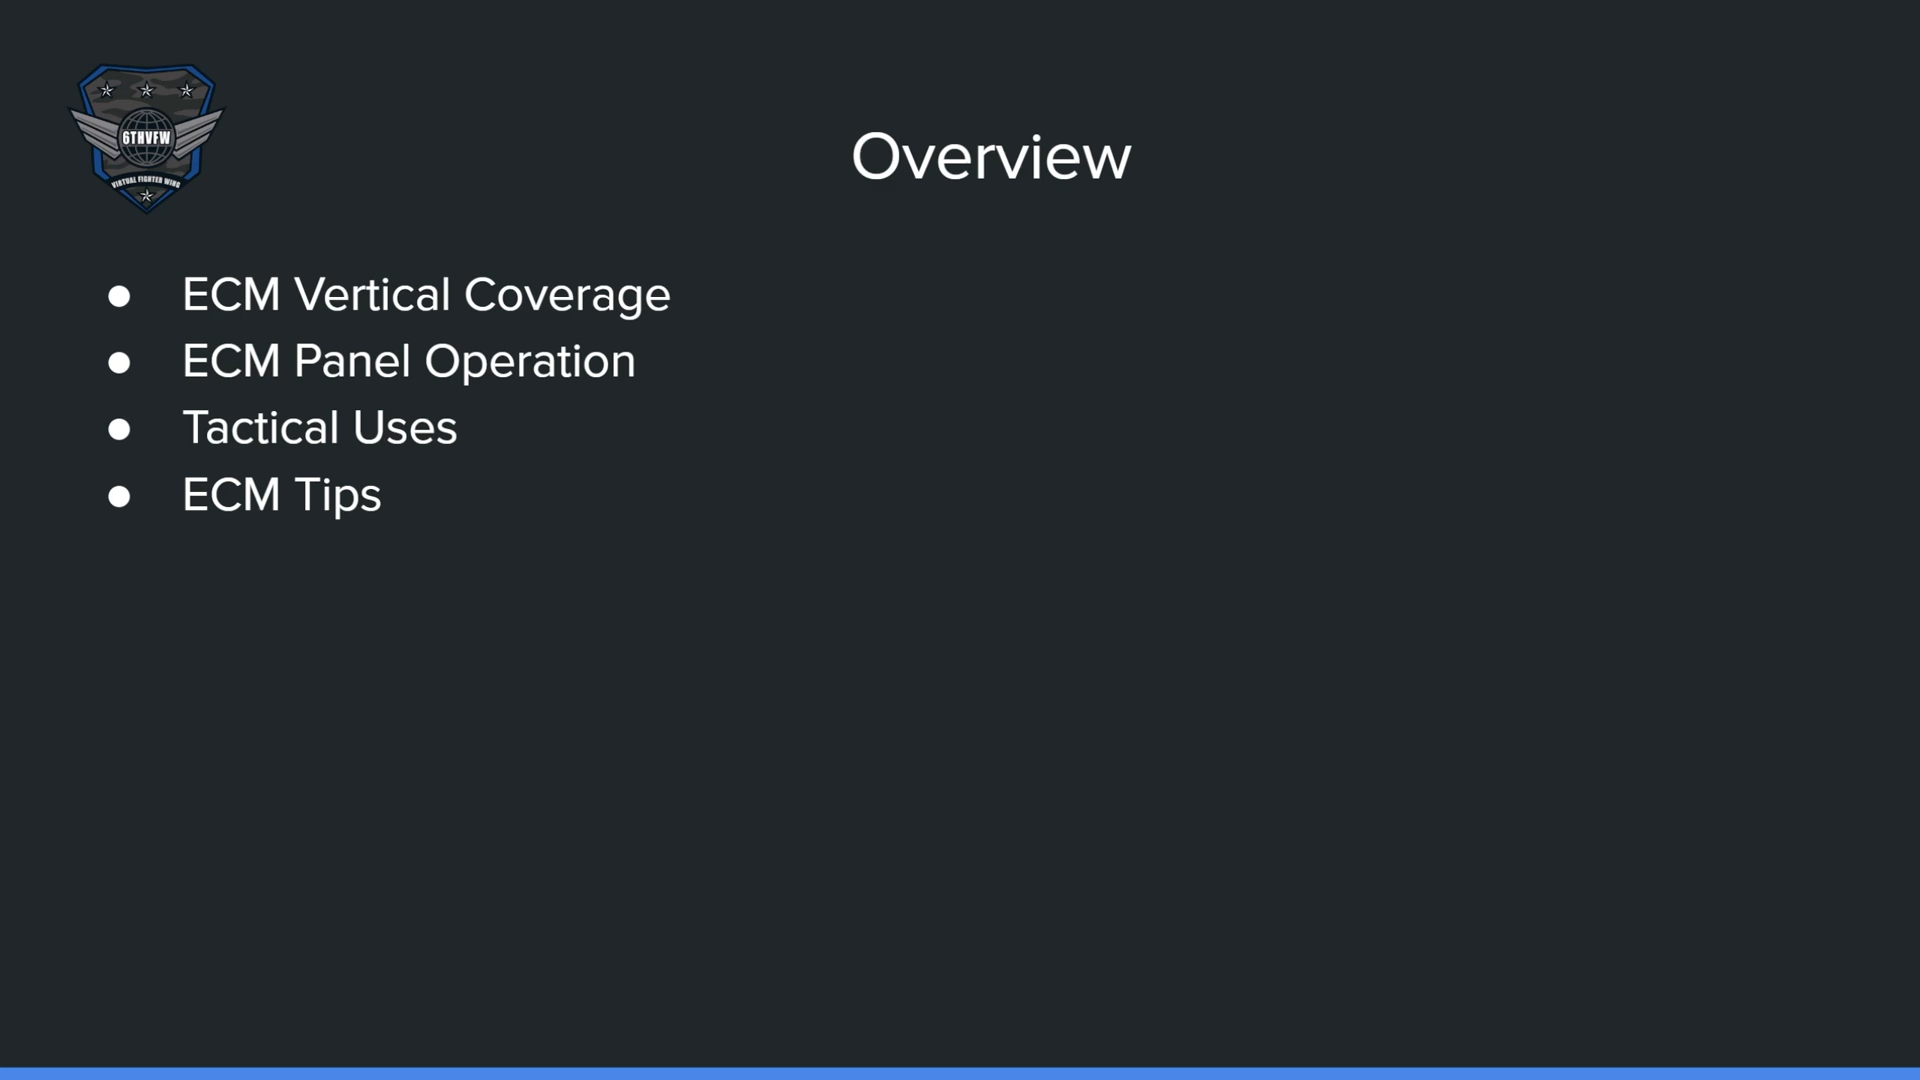 6THVFW
VIRTUAL FIGHTER WING
Overview
● ECM Vertical Coverage
● ECM Panel Operation
● Tactical Uses
● ECM Tips